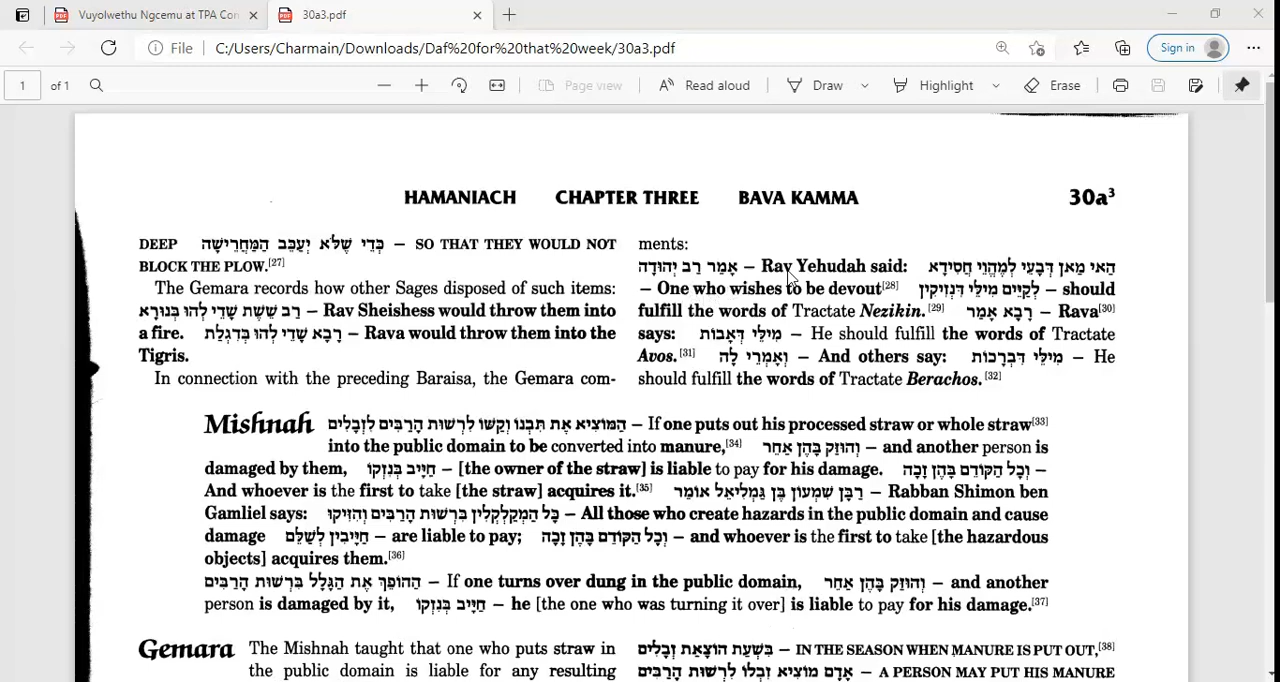 Vuyolwethu Ngcemu at TPA Con
30a3.pdf
File
C:/Users/Charmain/Downloads/Daf%20for%20that%20week/30a3.pdf
Sign in
1 of 1
Page view
Read aloud
Draw
Highlight
Erase
HAMANIACH CHAPTER THREE BAVA KAMMA 30a³
DEEP כְּדֵי שֶׁלֹּא יְעַכֵּב הַמַּחֲרֵישָׁה – SO THAT THEY WOULD NOT
BLOCK THE PLOW.[27]
The Gemara records how other Sages disposed of such items:
רַב שֵׁשֶׁת שָׁדֵי לְהוּ בְּנוּרָא – Rav Sheishess would throw them into
a fire. רָבָא שָׁדֵי לְהוּ בְּדִגְלַת – Rava would throw them into the
Tigris.
In connection with the preceding Baraisa, the Gemara com-
ments:
אָמַר רַב יְהוּדָה – Rav Yehudah said: הַאי מַאן דְּבָעֵי לְמֶהֱוֵי חֲסִידָא
– One who wishes to be devout[28] לְקַיֵּים מִילֵּי דִּנְזִיקִין – should
fulfill the words of Tractate Nezikin.[29] רָבָא אָמַר – Rava[30]
says: מִילֵּי דְּאָבוֹת – He should fulfill the words of Tractate
Avos.[31] וְאָמְרֵי לָהּ – And others say: מִילֵּי דִּבְרָכוֹת – He
should fulfill the words of Tractate Berachos.[32]
Mishnah הַמּוֹצִיא אֶת תִּבְנוֹ וְקַשּׁוֹ לִרְשׁוּת הָרַבִּים לִזְבָלִים – If one puts out his processed straw or whole straw[33]
into the public domain to be converted into manure,[34] וְהוּזַּק בָּהֶן אַחֵר – and another person is
damaged by them, חַיָּיב בְּנִזְקוֹ – [the owner of the straw] is liable to pay for his damage. וְכָל הַקּוֹדֵם בָּהֶן זָכָה –
And whoever is the first to take [the straw] acquires it.[35] רַבָּן שִׁמְעוֹן בֶּן גַּמְלִיאֵל אוֹמֵר – Rabban Shimon ben
Gamliel says: כָּל הַמְקַלְקְלִין בִּרְשׁוּת הָרַבִּים וְהִזִּיקוּ – All those who create hazards in the public domain and cause
damage חַיָּיבִין לְשַׁלֵּם – are liable to pay; וְכָל הַקּוֹדֵם בָּהֶן זָכָה – and whoever is the first to take [the hazardous
objects] acquires them.[36]
הַהוֹפֵךְ אֶת הַגָּלָל בִּרְשׁוּת הָרַבִּים – If one turns over dung in the public domain, וְהוּזַּק בָּהֶן אַחֵר – and another
person is damaged by it, חַיָּיב בְּנִזְקוֹ – he [the one who was turning it over] is liable to pay for his damage.[37]
Gemara The Mishnah taught that one who puts straw in
the public domain is liable for any resulting
בִּשְׁעַת הוֹצָאַת זְבָלִים – IN THE SEASON WHEN MANURE IS PUT OUT,[38]
אָדָם מוֹצִיא זִבְלוֹ לִרְשׁוּת הָרַבִּים – A PERSON MAY PUT HIS MANURE